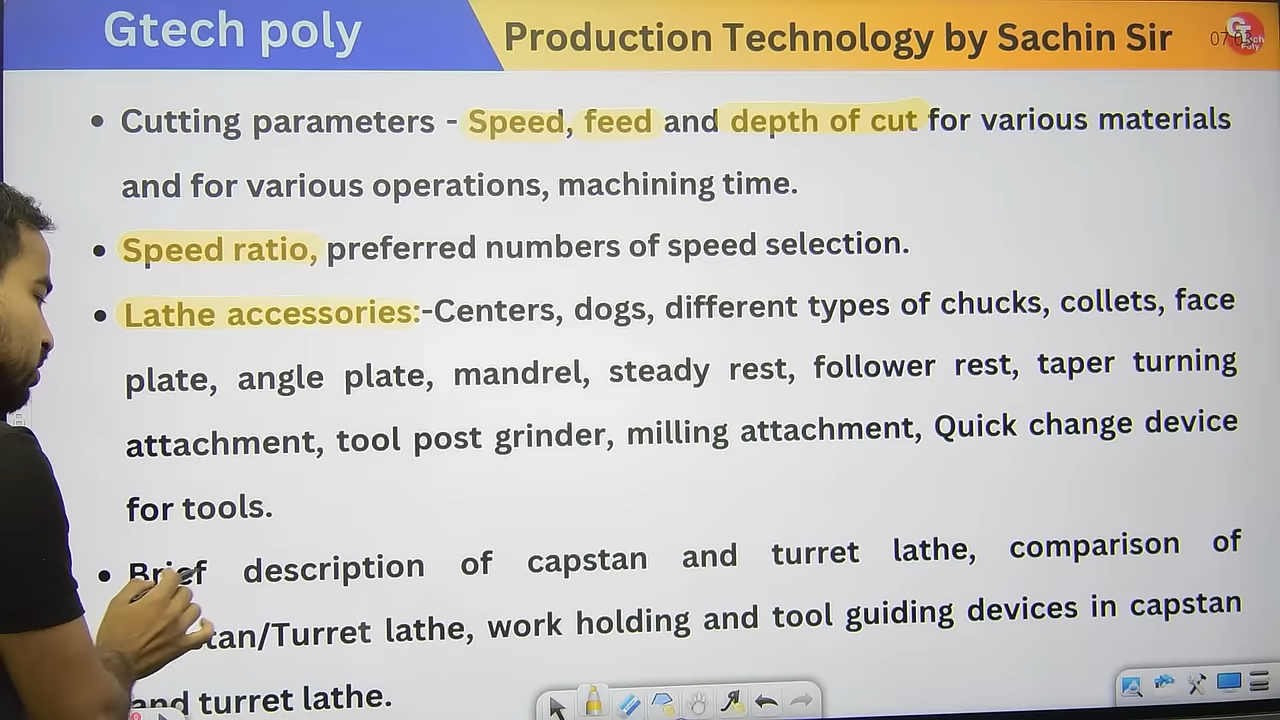 Gtech poly
Production Technology by Sachin Sir
• Cutting parameters - Speed, feed and depth of cut for various materials
and for various operations, machining time.
• Speed ratio, preferred numbers of speed selection.
• Lathe accessories:-Centers, dogs, different types of chucks, collets, face
plate, angle plate, mandrel, steady rest, follower rest, taper turning
attachment, tool post grinder, milling attachment, Quick change device
for tools.
• Brief description of capstan and turret lathe, comparison of
tan/Turret lathe, work holding and tool guiding devices in capstan
and turret lathe.